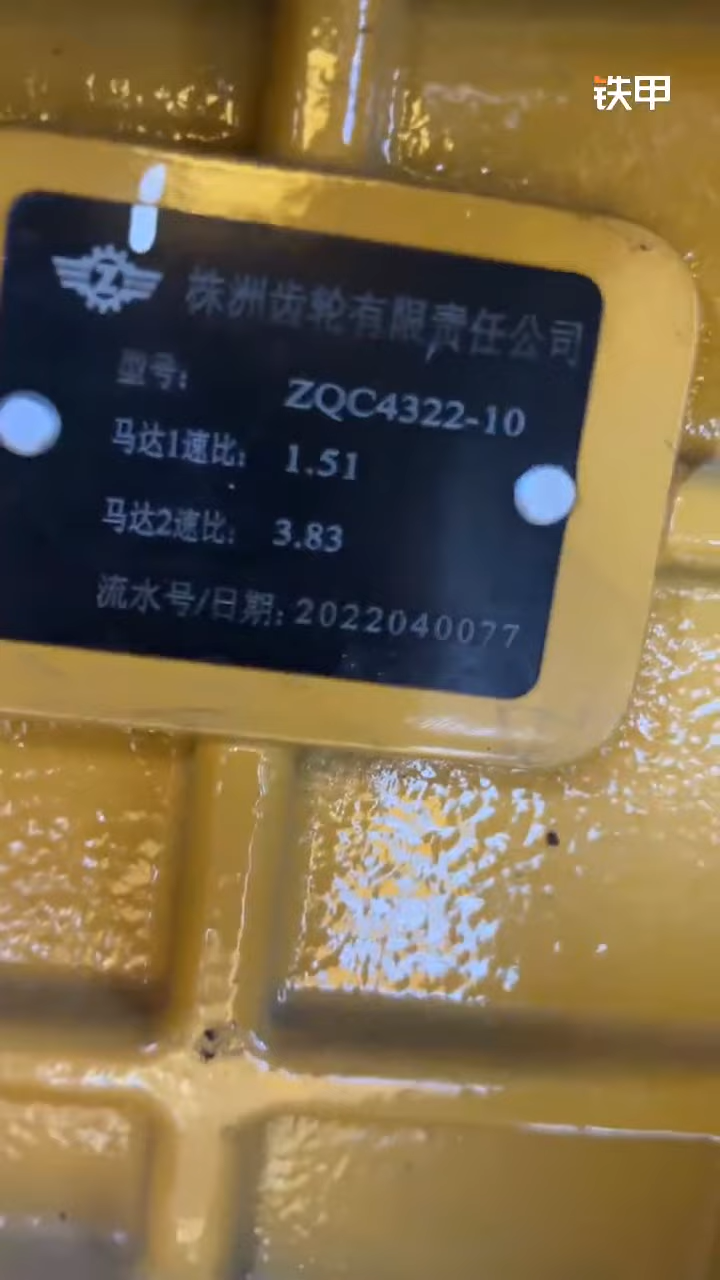 铁甲
Z
株洲齿轮有限责任公司
型号: ZQC4322-10
马达1速比: 1.51
马达2速比: 3.83
流水号/日期: 2022040077